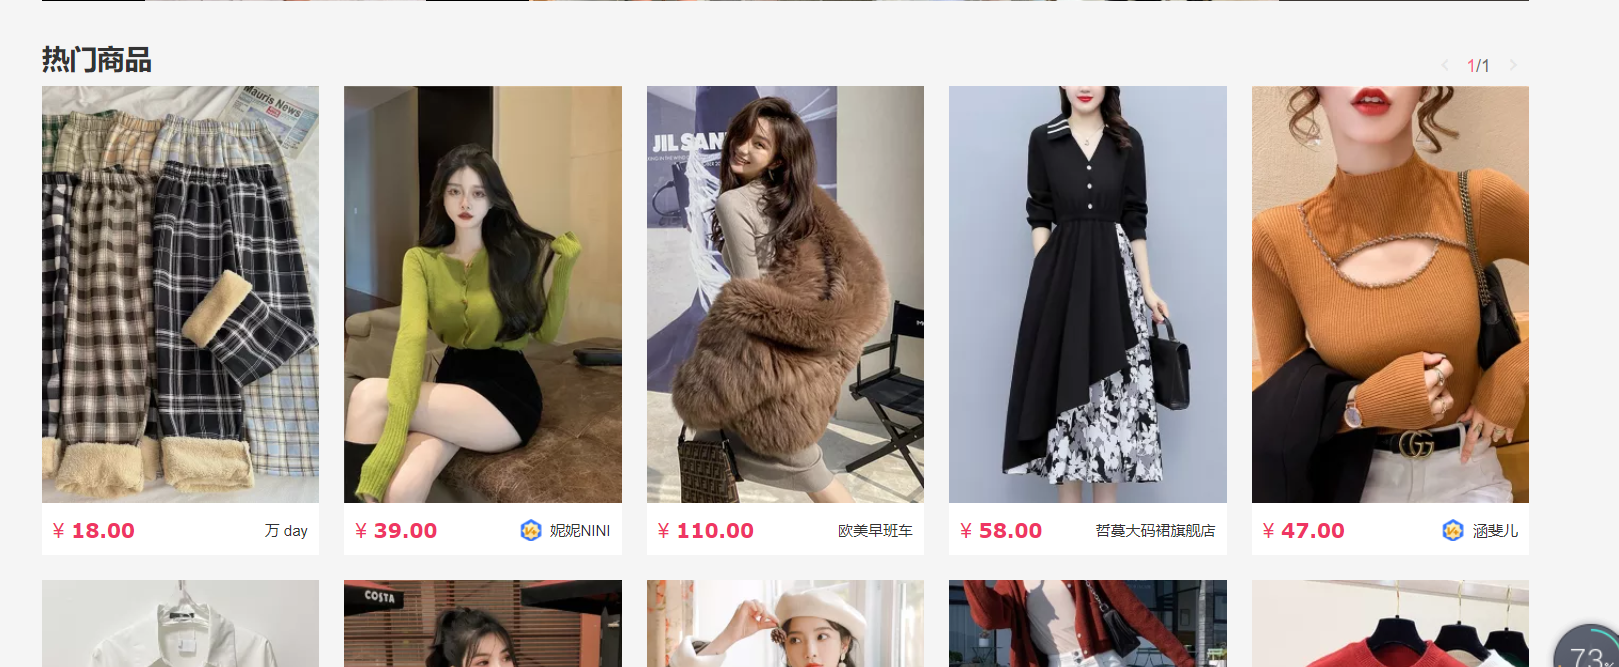 热门商品
1/1
Mauris News
JIL SAN
¥ 18.00 万 day
¥ 39.00 妮妮NINI
¥ 110.00 欧美早班车
¥ 58.00 哲蔓大码裙旗舰店
¥ 47.00 涵斐儿
COSTA
73